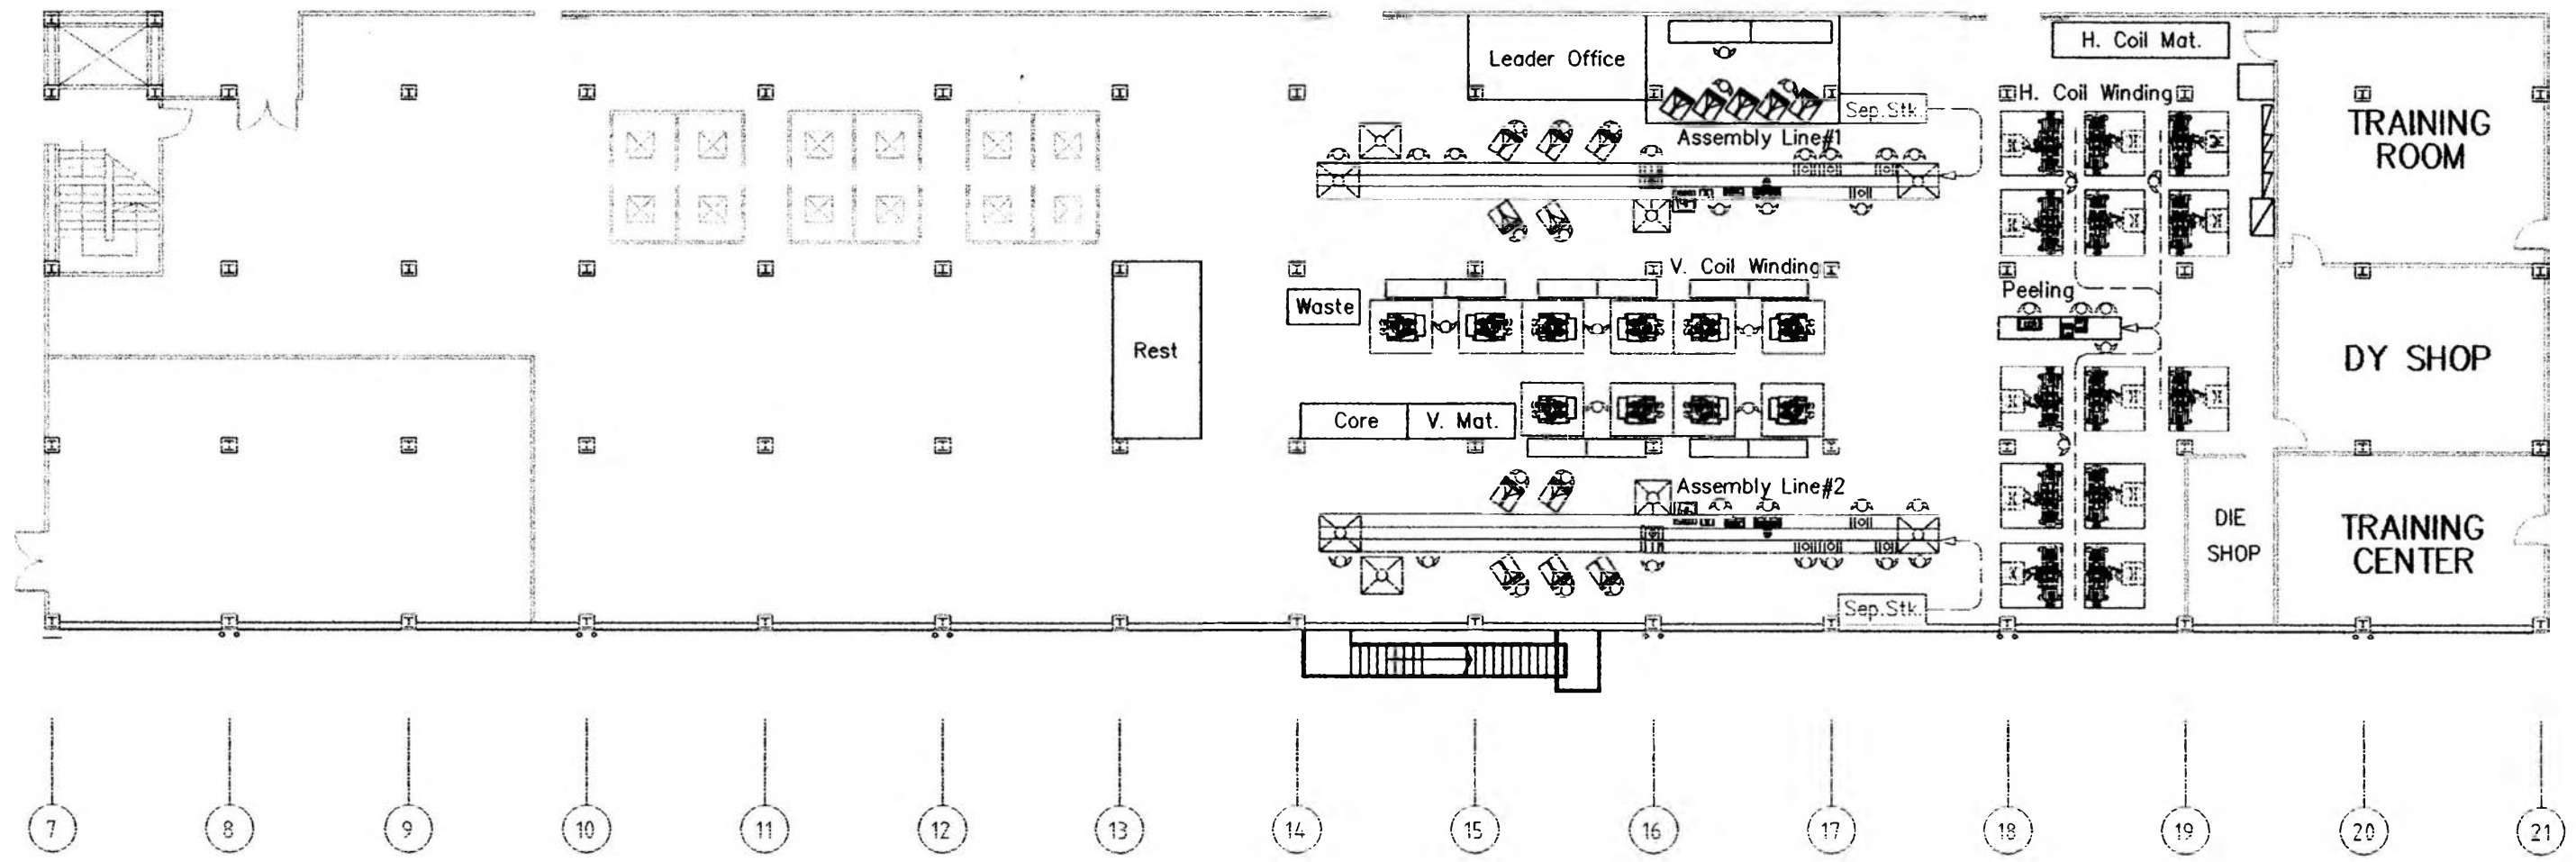 Leader Office
H. Coil Mat.
Sep.Stk.
H. Coil Winding
Assembly Line#1
TRAINING
ROOM
V. Coil Winding
Waste
Peeling
Rest
DY SHOP
Core
V. Mat.
Assembly Line#2
DIE
SHOP
TRAINING
CENTER
Sep.Stk.
7
8
9
10
11
12
13
14
15
16
17
18
19
20
21